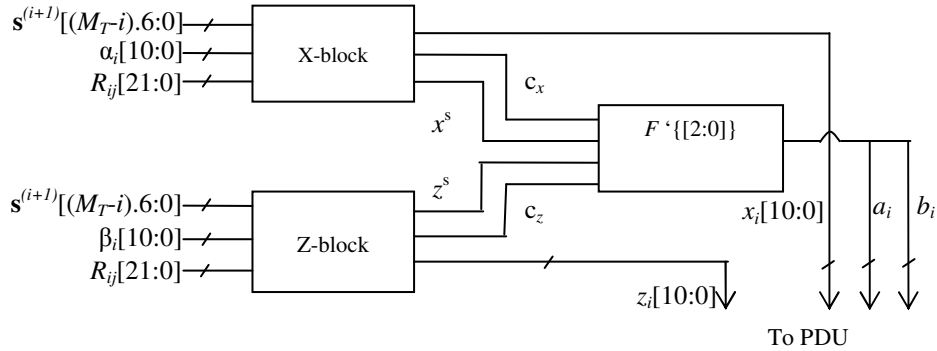 s^(i+1)[(M_T-i).6:0]
α_i[10:0]
R_ij[21:0]
X-block
c_x
x^s
F ‘{[2:0]}
z^s
c_z
s^(i+1)[(M_T-i).6:0]
β_i[10:0]
R_ij[21:0]
Z-block
x_i[10:0]
a_i
b_i
z_i[10:0]
To PDU